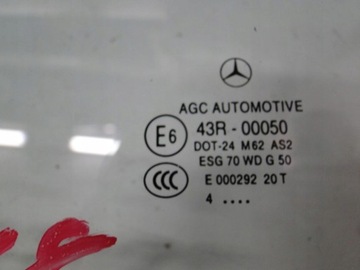 AGC AUTOMOTIVE
E6 43R - 00050
DOT-24 M62 AS2
ESG 70 WD G 50
CCC E 000292 20 T
4 ....